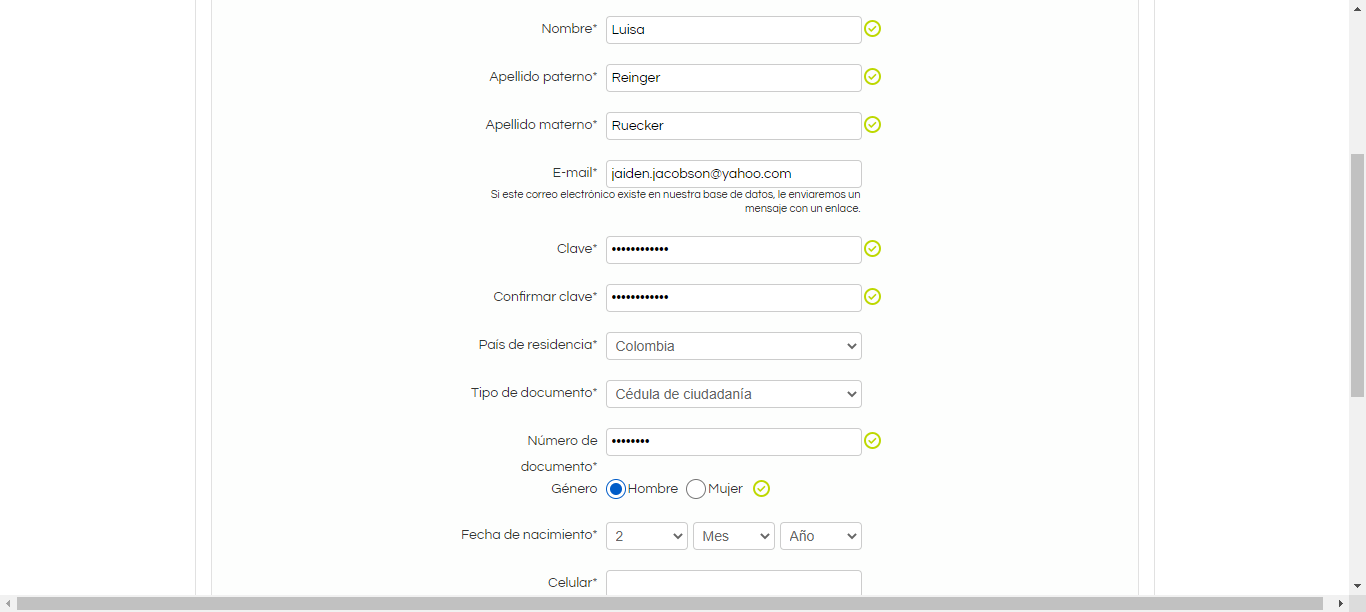 Nombre* Luisa
Apellido paterno* Reinger
Apellido materno* Ruecker
E-mail* jaiden.jacobson@yahoo.com
Si este correo electrónico existe en nuestra base de datos, le enviaremos un
mensaje con un enlace.
Clave* ••••••••••••
Confirmar clave* ••••••••••••
País de residencia* Colombia
Tipo de documento* Cédula de ciudadanía
Número de ••••••••
documento*
Género Hombre Mujer
Fecha de nacimiento* 2 Mes Año
Celular*